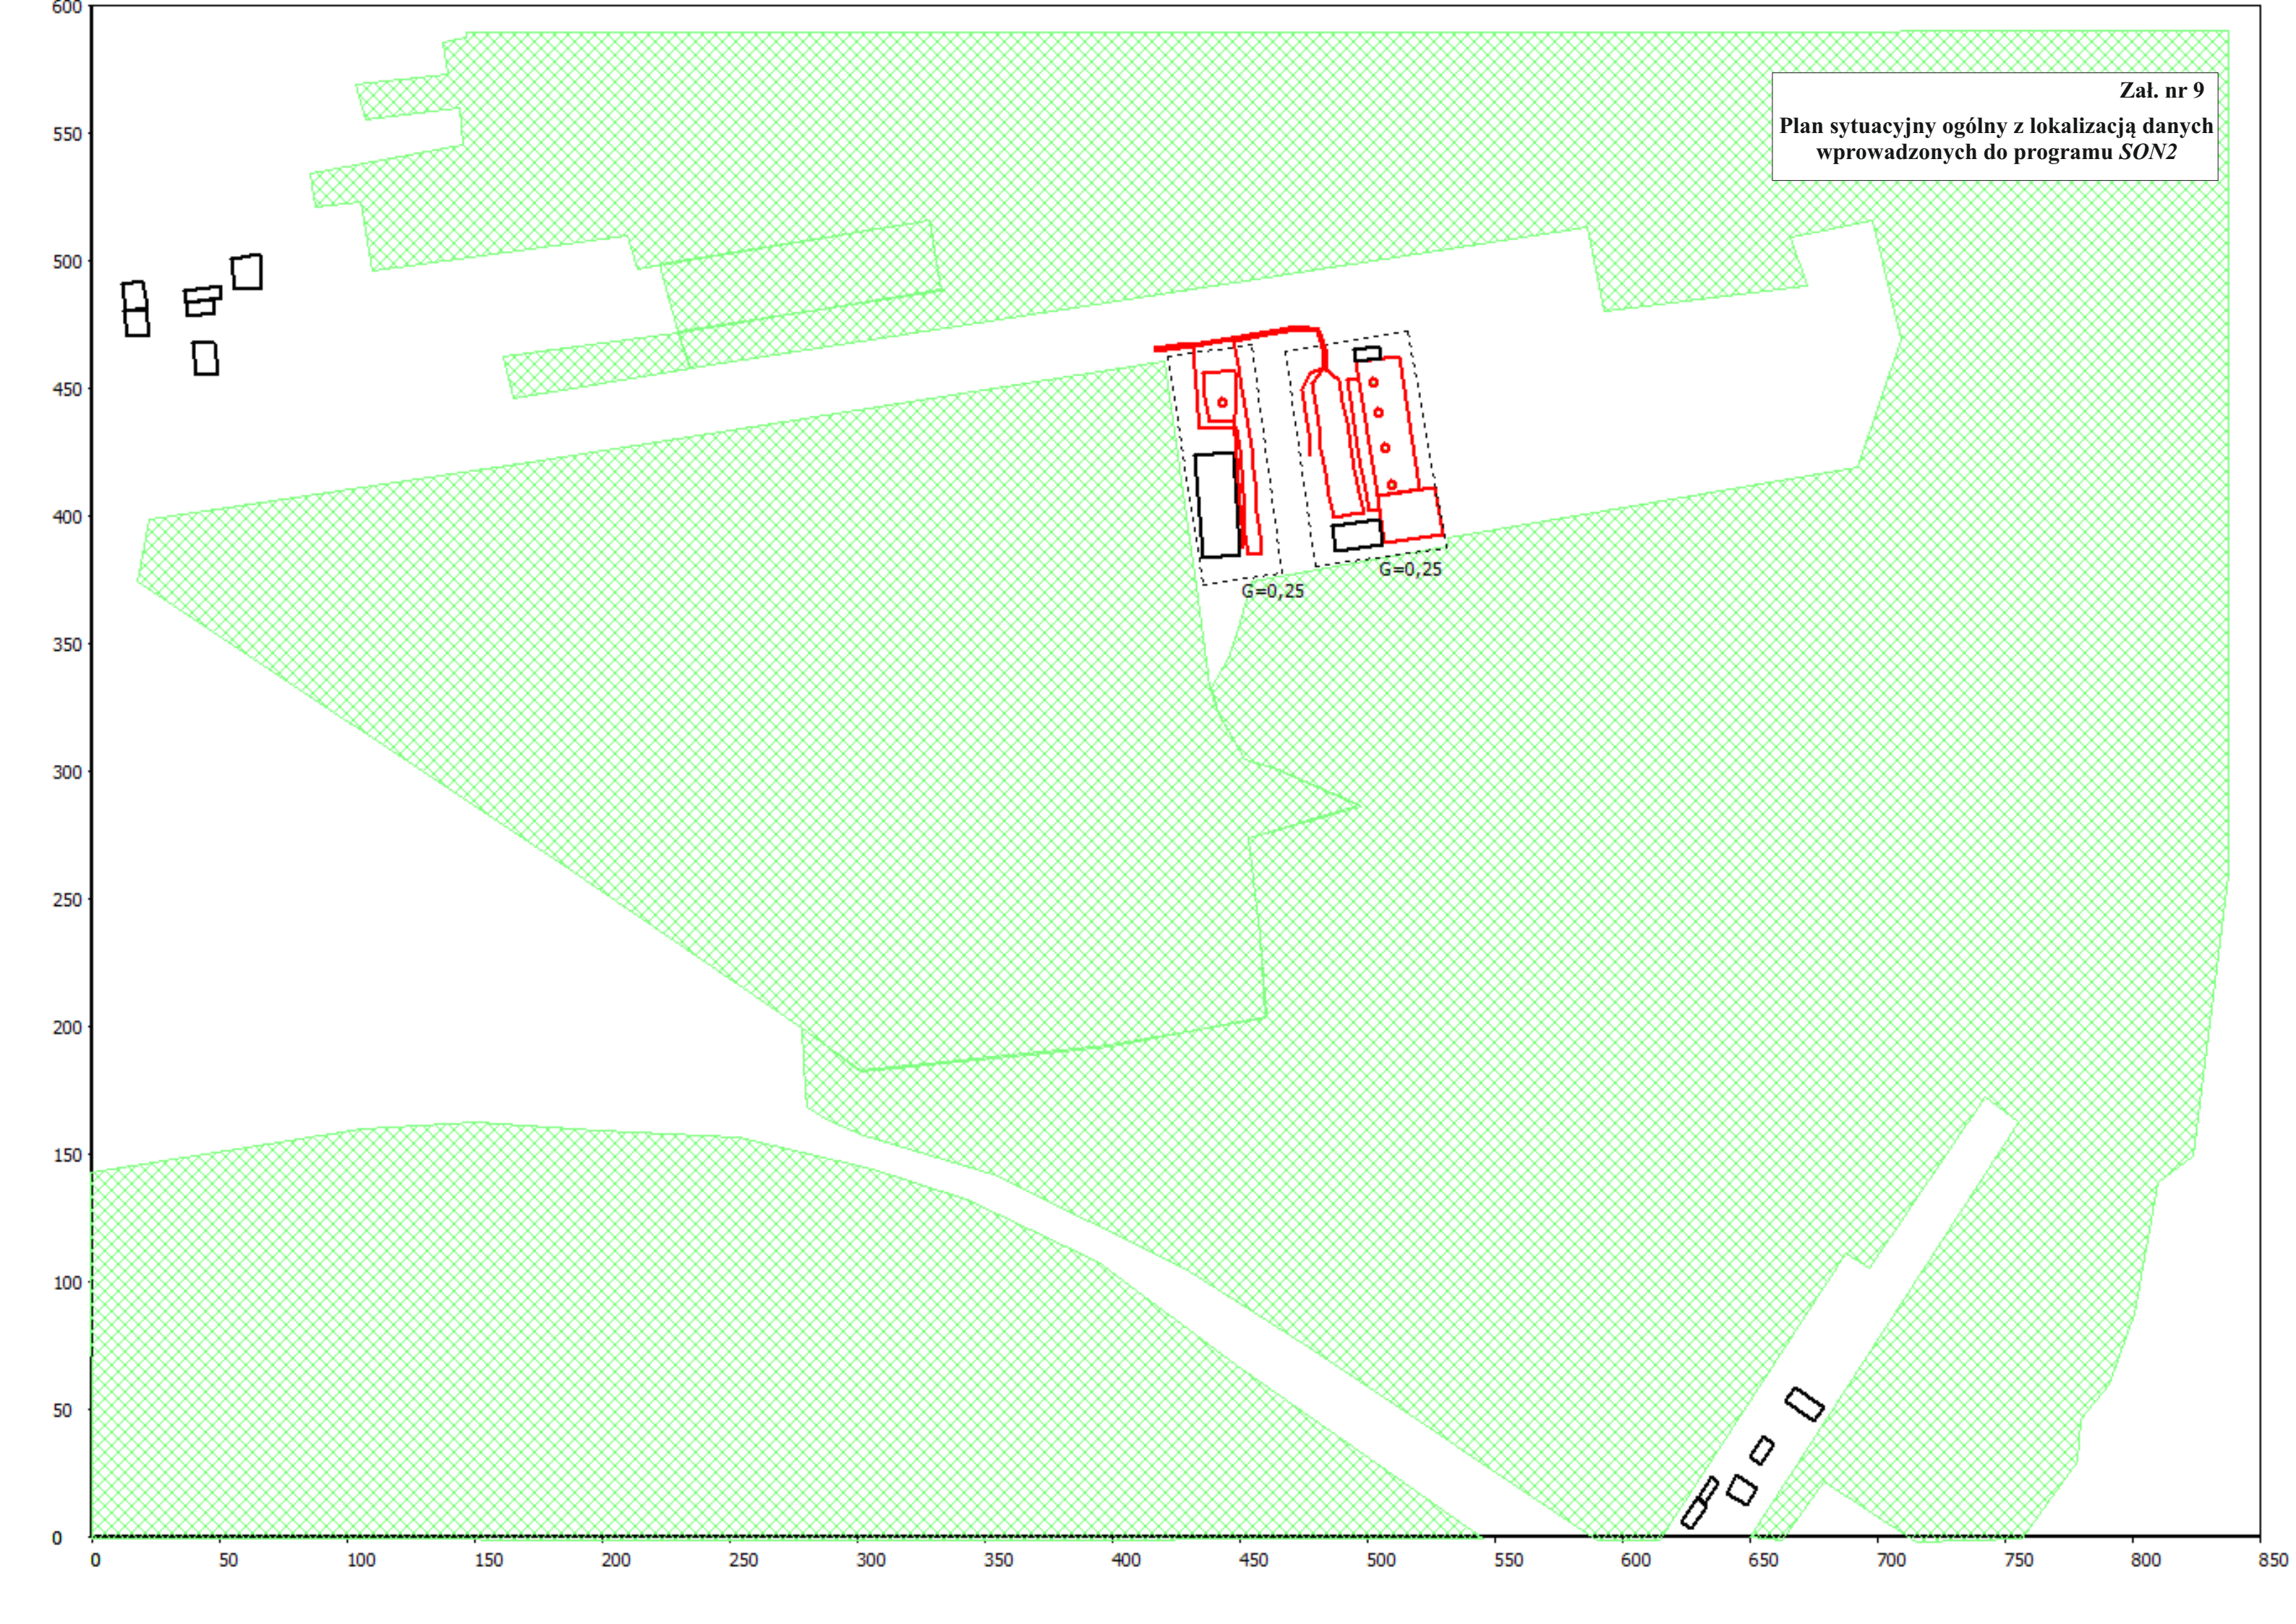 600
Zał. nr 9
Plan sytuacyjny ogólny z lokalizacją danych
wprowadzonych do programu SON2
550
500
450
400
G=0,25
G=0,25
350
300
250
200
150
100
50
0
0 50 100 150 200 250 300 350 400 450 500 550 600 650 700 750 800 850